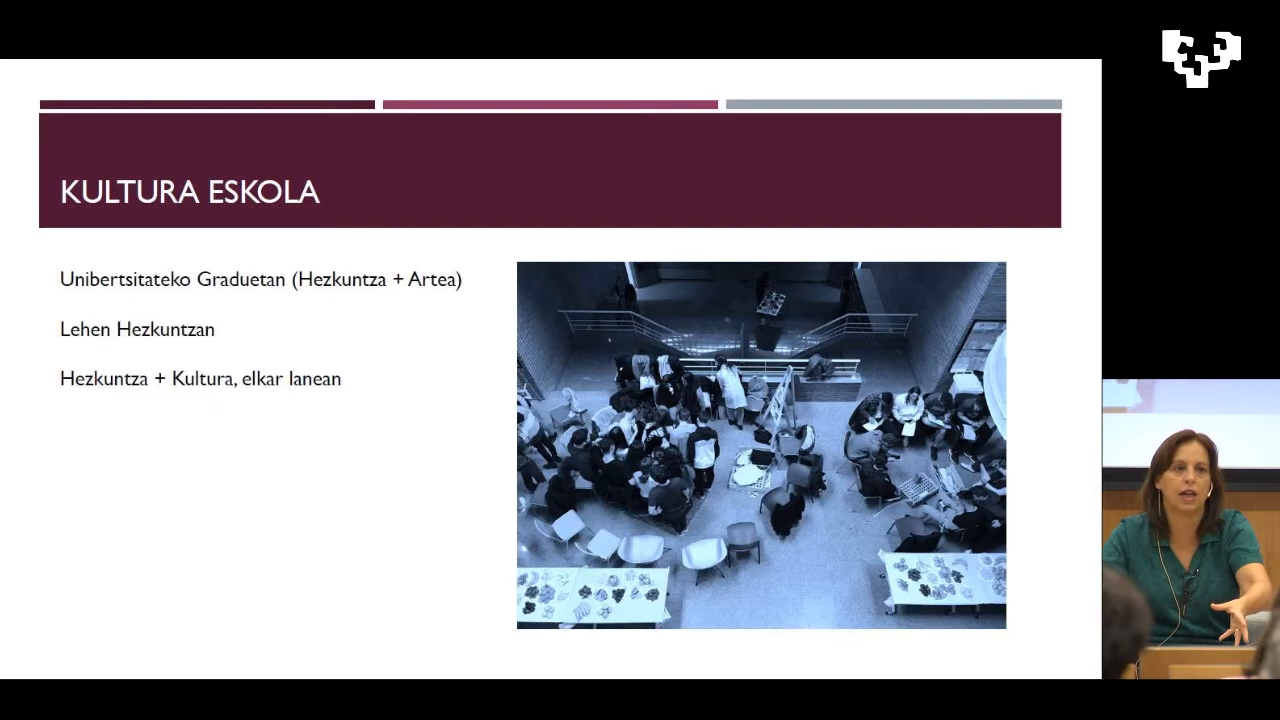 KULTURA ESKOLA
Unibertsitateko Graduetan (Hezkuntza + Artea)
Lehen Hezkuntzan
Hezkuntza + Kultura, elkar lanean